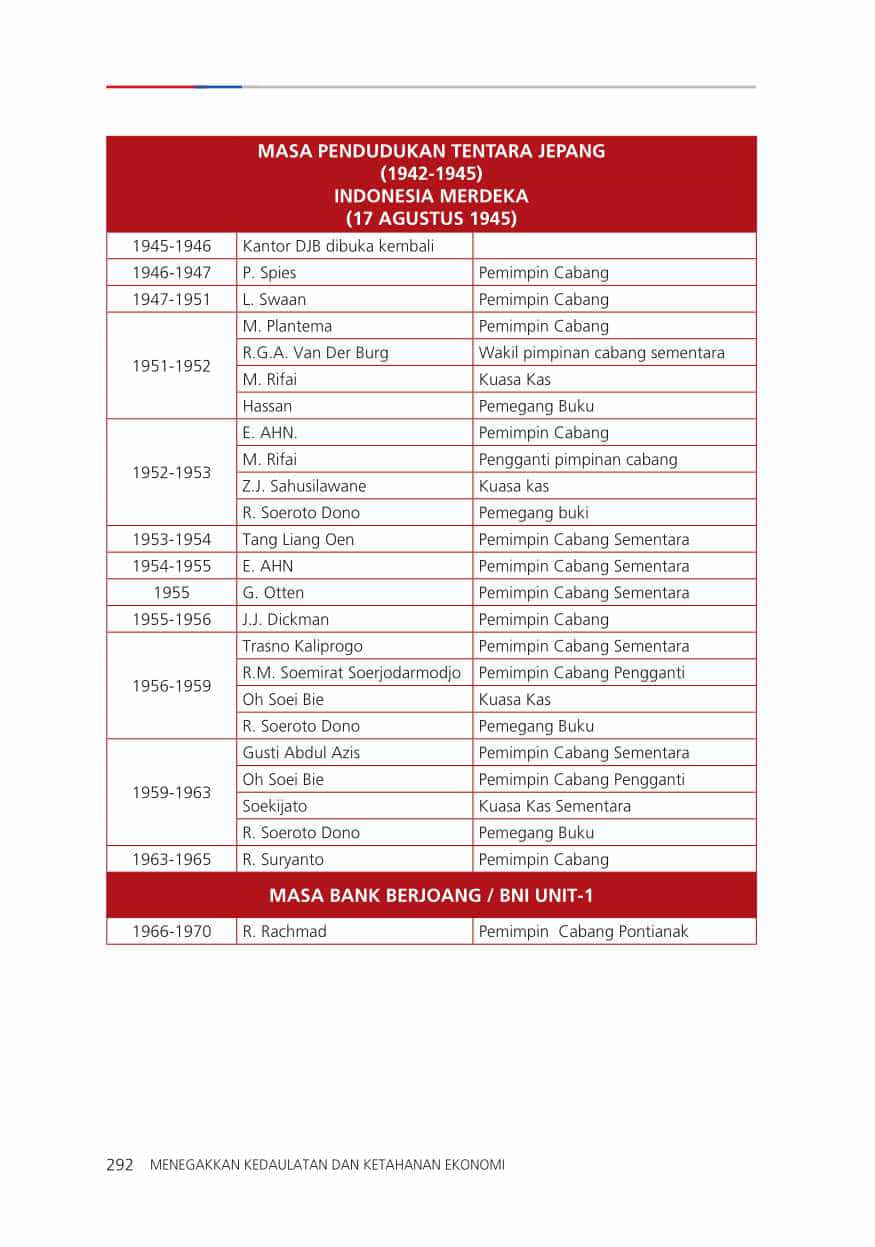 MASA PENDUDUKAN TENTARA JEPANG
(1942-1945)
INDONESIA MERDEKA
(17 AGUSTUS 1945)
1945-1946 Kantor DJB dibuka kembali
1946-1947 P. Spies Pemimpin Cabang
1947-1951 L. Swaan Pemimpin Cabang
1951-1952 M. Plantema Pemimpin Cabang
R.G.A. Van Der Burg Wakil pimpinan cabang sementara
M. Rifai Kuasa Kas
Hassan Pemegang Buku
1952-1953 E. AHN. Pemimpin Cabang
M. Rifai Pengganti pimpinan cabang
Z.J. Sahusilawane Kuasa kas
R. Soeroto Dono Pemegang buki
1953-1954 Tang Liang Oen Pemimpin Cabang Sementara
1954-1955 E. AHN Pemimpin Cabang Sementara
1955 G. Otten Pemimpin Cabang Sementara
1955-1956 J.J. Dickman Pemimpin Cabang
1956-1959 Trasno Kaliprogo Pemimpin Cabang Sementara
R.M. Soemirat Soerjodarmodjo Pemimpin Cabang Pengganti
Oh Soei Bie Kuasa Kas
R. Soeroto Dono Pemegang Buku
1959-1963 Gusti Abdul Azis Pemimpin Cabang Sementara
Oh Soei Bie Pemimpin Cabang Pengganti
Soekijato Kuasa Kas Sementara
R. Soeroto Dono Pemegang Buku
1963-1965 R. Suryanto Pemimpin Cabang
MASA BANK BERJOANG / BNI UNIT-1
1966-1970 R. Rachmad Pemimpin Cabang Pontianak
292 MENEGAKKAN KEDAULATAN DAN KETAHANAN EKONOMI